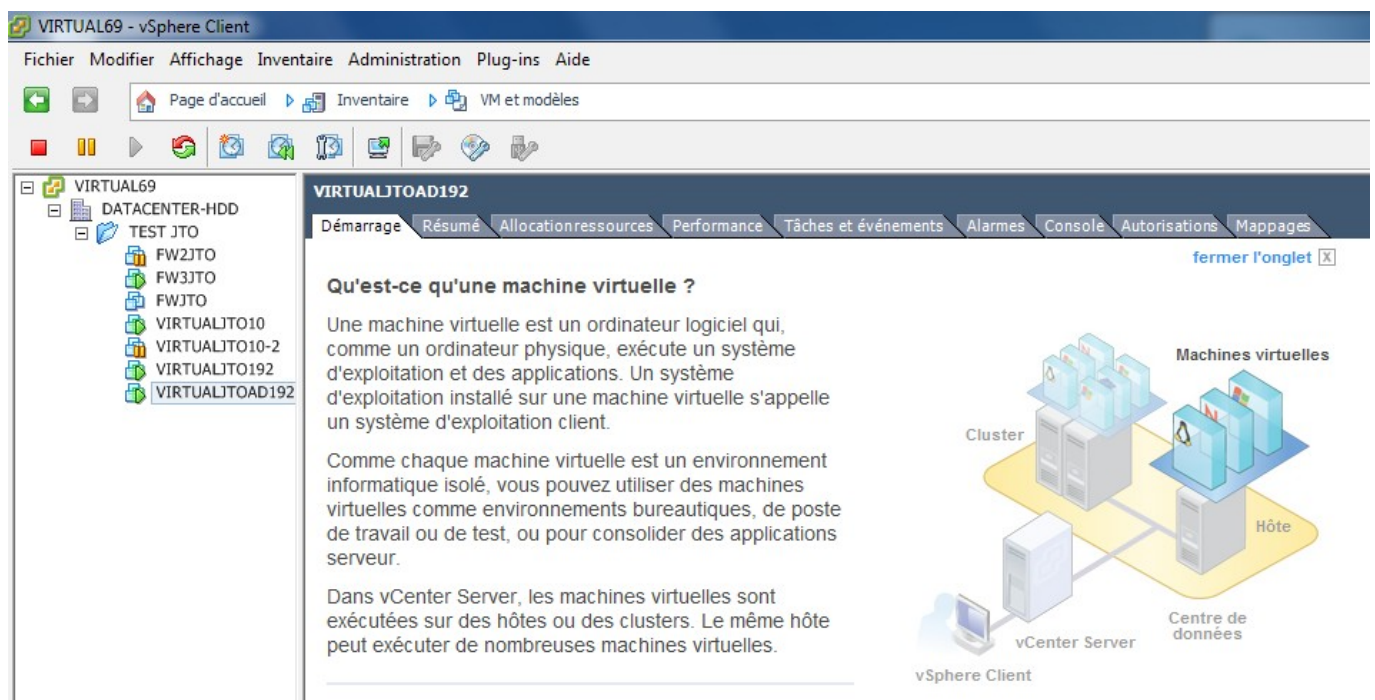 VIRTUAL69 - vSphere Client
Fichier Modifier Affichage Inventaire Administration Plug-ins Aide
Page d'accueil Inventaire VM et modèles
VIRTUAL69
DATACENTER-HDD
TEST JTO
FW2JTO
FW3JTO
FWJTO
VIRTUALJTO10
VIRTUALJTO10-2
VIRTUALJTO192
VIRTUALJTOAD192
VIRTUALJTOAD192
Démarrage Résumé Allocation ressources Performance Tâches et événements Alarmes Console Autorisations Mappages
fermer l'onglet X
Qu'est-ce qu'une machine virtuelle ?
Une machine virtuelle est un ordinateur logiciel qui,
comme un ordinateur physique, exécute un système
d'exploitation et des applications. Un système
d'exploitation installé sur une machine virtuelle s'appelle
un système d'exploitation client.
Comme chaque machine virtuelle est un environnement
informatique isolé, vous pouvez utiliser des machines
virtuelles comme environnements bureautiques, de poste
de travail ou de test, ou pour consolider des applications
serveur.
Dans vCenter Server, les machines virtuelles sont
exécutées sur des hôtes ou des clusters. Le même hôte
peut exécuter de nombreuses machines virtuelles.
Machines virtuelles
Cluster
Hôte
Centre de
données
vCenter Server
vSphere Client